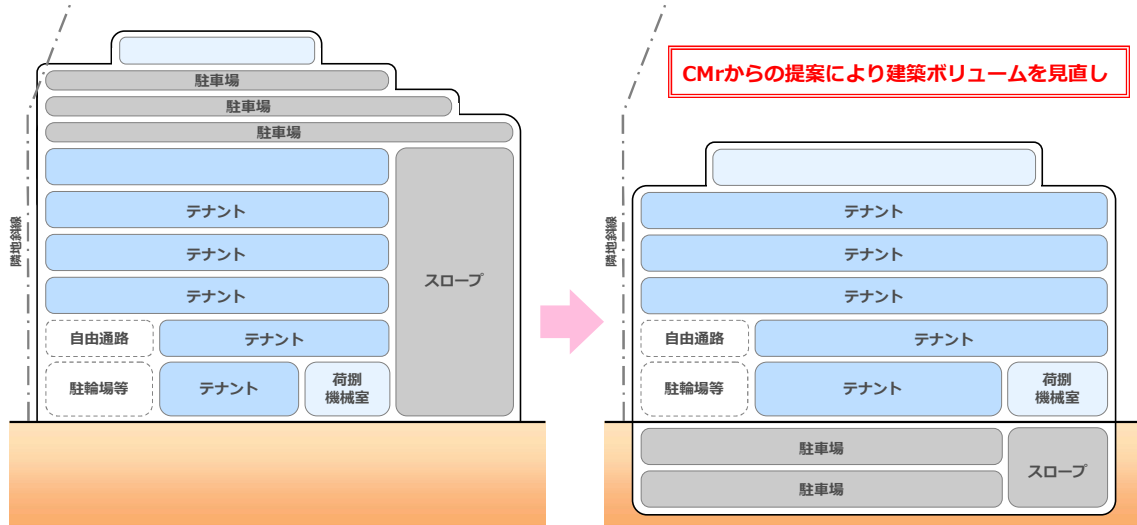 CMrからの提案により建築ボリュームを見直し
駐車場
駐車場
駐車場
テナント
テナント
テナント
スロープ
自由通路
テナント
駐輪場等
テナント
荷捌
機械室
隣地斜線
テナント
テナント
テナント
自由通路
テナント
駐輪場等
テナント
荷捌
機械室
駐車場
駐車場
スロープ
隣地斜線